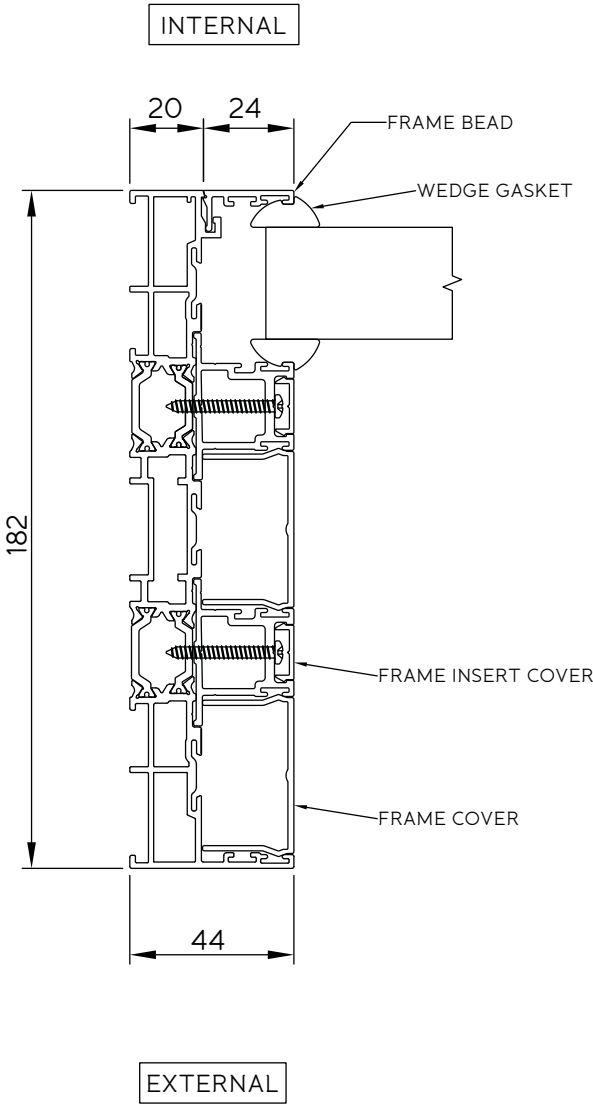 INTERNAL
20
24
FRAME BEAD
WEDGE GASKET
182
FRAME INSERT COVER
FRAME COVER
44
EXTERNAL